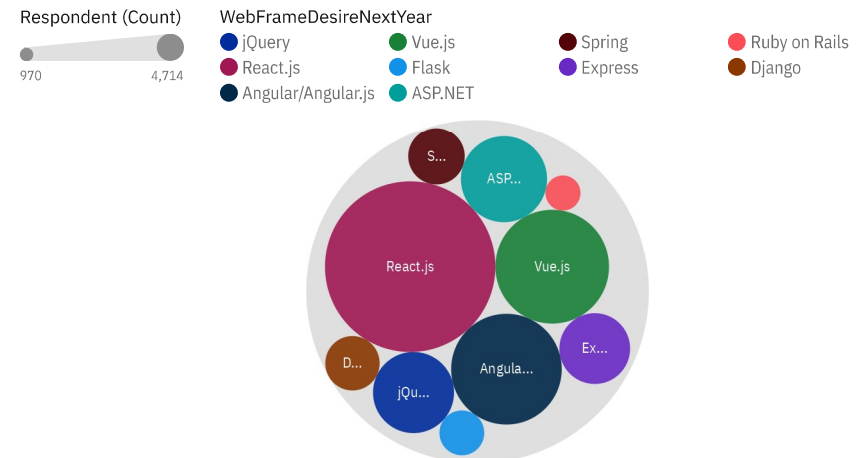 Respondent (Count)
970 4,714
WebFrameDesireNextYear
jQuery Vue.js Spring Ruby on Rails
React.js Flask Express Django
Angular/Angular.js ASP.NET
S...
ASP...
React.js
Vue.js
Ex...
D...
Angula...
jQu...